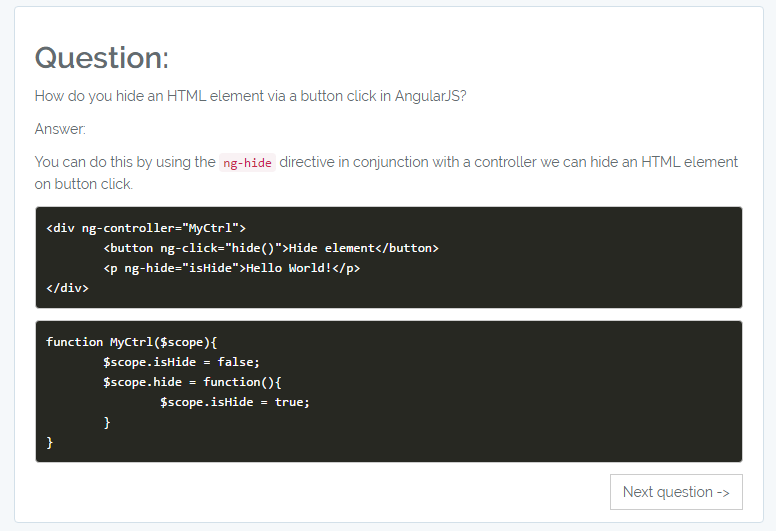 Question:
How do you hide an HTML element via a button click in AngularJS?
Answer:
You can do this by using the ng-hide directive in conjunction with a controller we can hide an HTML element
on button click.
<div ng-controller="MyCtrl">
        <button ng-click="hide()">Hide element</button>
        <p ng-hide="isHide">Hello World!</p>
</div>
function MyCtrl($scope){
        $scope.isHide = false;
        $scope.hide = function(){
                $scope.isHide = true;
        }
}
Next question ->